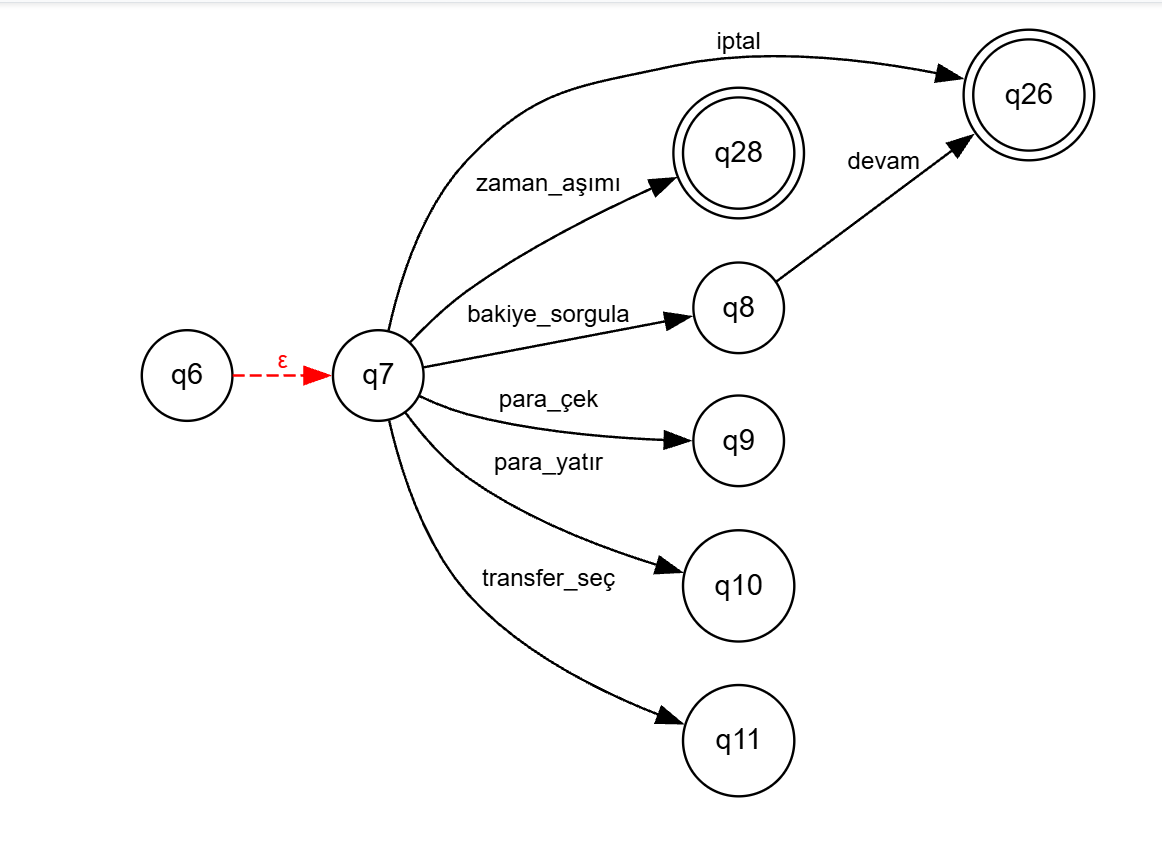 iptal
q26
q28
devam
zaman_aşımı
bakiye_sorgula
q8
q6
ε
q7
para_çek
q9
para_yatır
q10
transfer_seç
q11